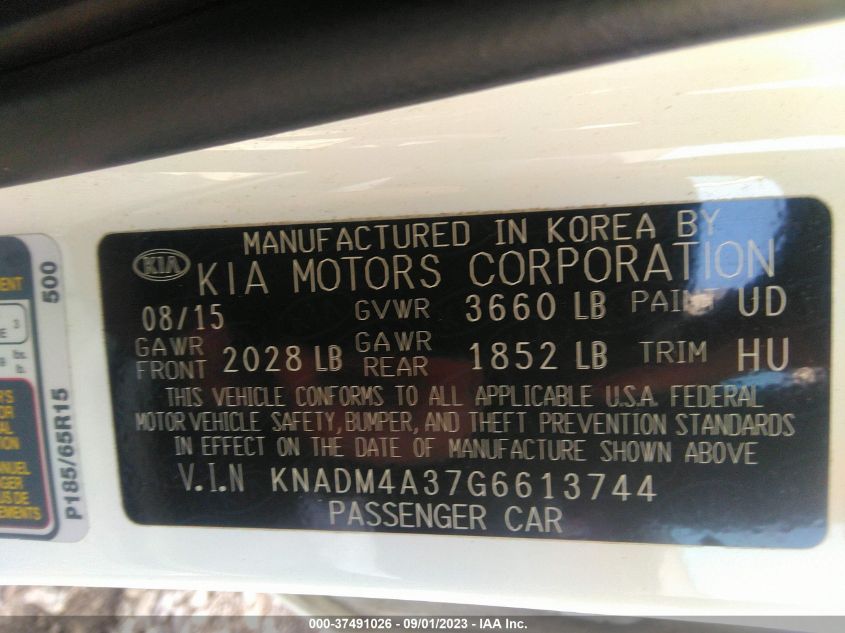 MANUFACTURED IN KOREA BY
KIA KIA MOTORS CORPORATION
08/15 GVWR 3660 LB PAINT UD
GAWR FRONT 2028 LB GAWR REAR 1852 LB TRIM HU
THIS VEHICLE CONFORMS TO ALL APPLICABLE U.S.A. FEDERAL
MOTOR VEHICLE SAFETY, BUMPER, AND THEFT PREVENTION STANDARDS
IN EFFECT ON THE DATE OF MANUFACTURE SHOWN ABOVE
V.I.N KNADM4A37G6613744
PASSENGER CAR
P185/65R15 500
3
lbs.
000-37491026 - 09/01/2023 - IAA Inc.